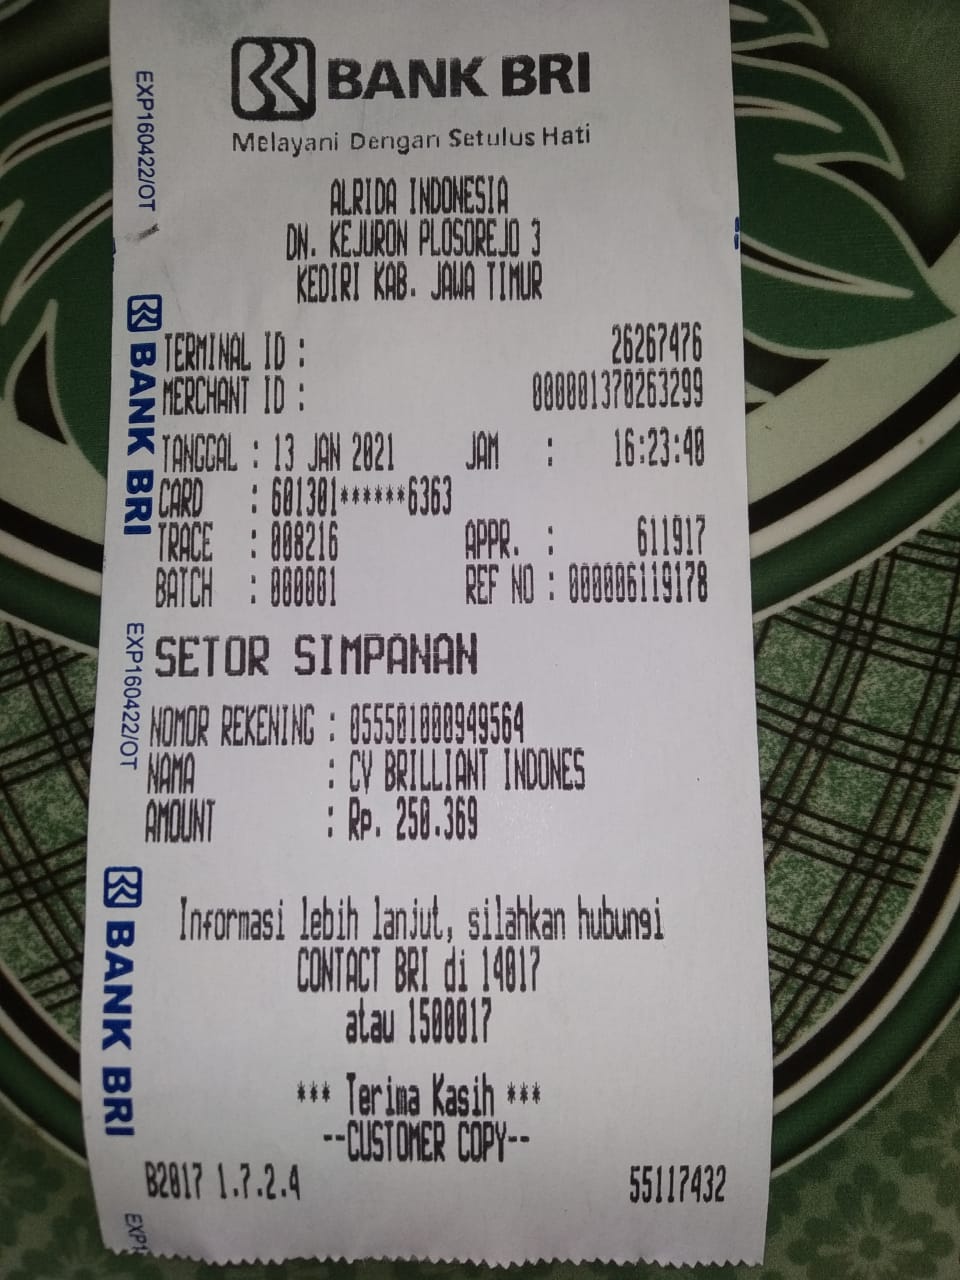 BANK BRI
Melayani Dengan Setulus Hati
ALRIDA INDONESIA
DN. KEJURON PLOSOREJO 3
KEDIRI KAB. JAWA TIMUR
TERMINAL ID : 26267476
MERCHANT ID : 000001370263299
TANGGAL : 13 JAN 2021 JAM : 16:23:40
CARD : 601301******6363
TRACE : 008216 APPR. : 611917
BATCH : 000001 REF NO : 000006119178
SETOR SIMPANAN
NOMOR REKENING : 055501000949564
NAMA : CV BRILLIANT INDONES
AMOUNT : Rp. 250.369
Informasi lebih lanjut, silahkan hubungi
CONTACT BRI di 14017
atau 1500017
*** Terima Kasih ***
--CUSTOMER COPY--
B2017 1.7.2.4 55117432
EXP160422/OT
BANK BRI
EXP160422/OT
BANK BRI